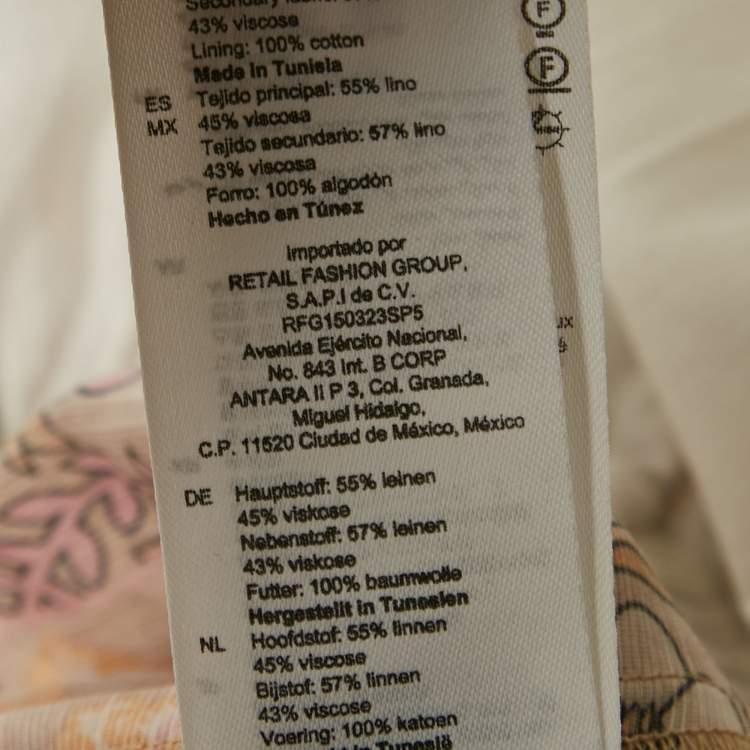 43% viscose
Lining: 100% cotton
Made in Tunisia
ES Tejido principal: 55% lino
MX 45% viscosa
Tejido secundario: 57% lino
43% viscosa
Forro: 100% algodón
Hecho en Túnez
Importado por
RETAIL FASHION GROUP,
S.A.P.I de C.V.
RFG150323SP5
Avenida Ejército Nacional,
No. 843 Int. B CORP
ANTARA II P 3, Col. Granada,
Miguel Hidalgo,
C.P. 11520 Ciudad de México, México
DE Hauptstoff: 55% leinen
45% viskose
Nebenstoff: 57% leinen
43% viskose
Futter: 100% baumwolle
Hergestellt in Tunesien
NL Hoofdstof: 55% linnen
45% viscose
Bijstof: 57% linnen
43% viscose
Voering: 100% katoen
in Tunesië
F
F